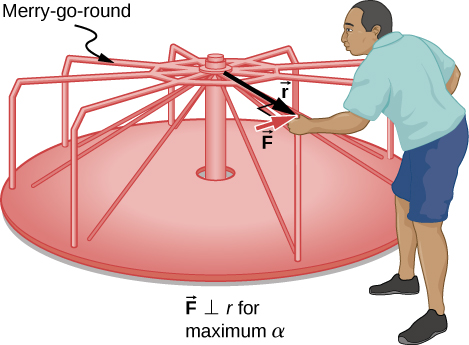 Merry-go-round
r⃗
F⃗
F⃗ ⊥ r for
maximum α